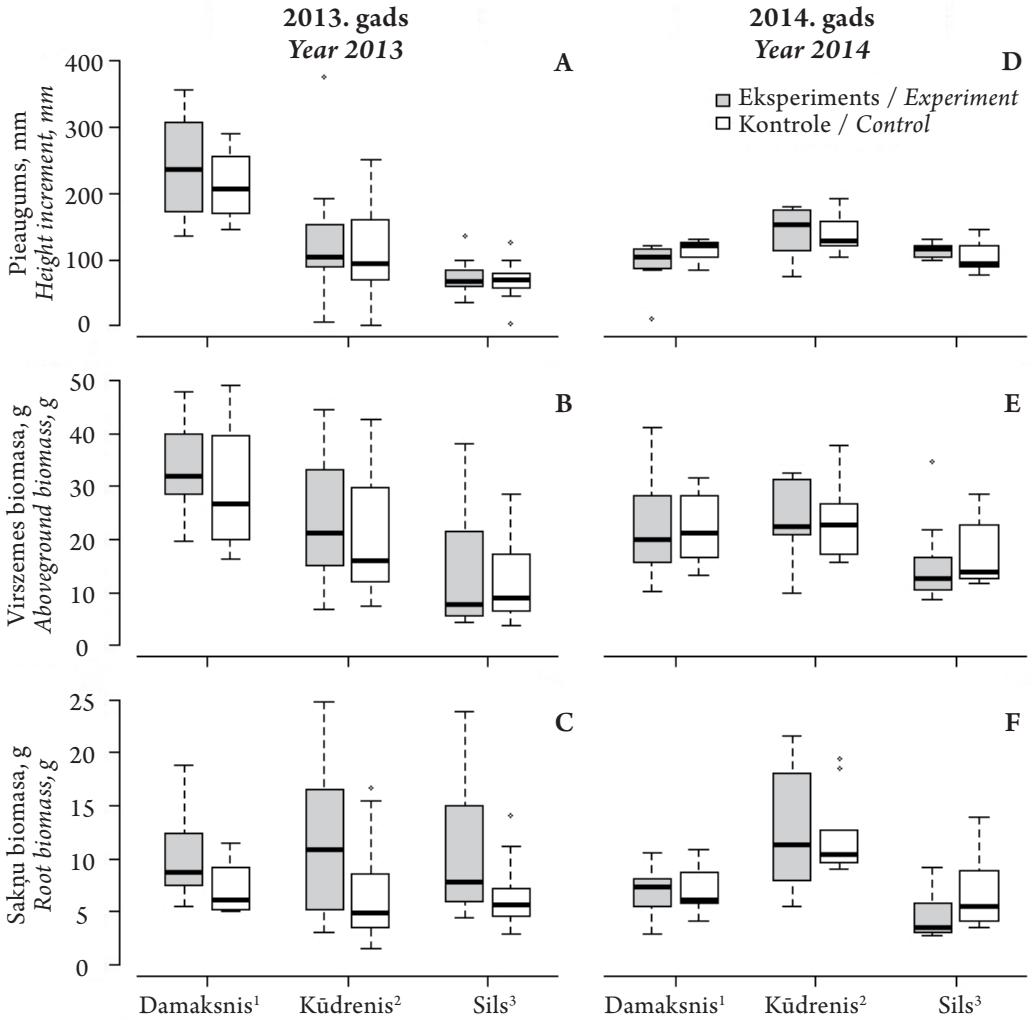 2013. gads
Year 2013
2014. gads
Year 2014
Pieaugums, mm
Height increment, mm
400
300
200
100
0
A
D
Eksperiments / Experiment
Kontrole / Control
Virszemes biomasa, g
Aboveground biomass, g
50
40
30
20
10
0
B
E
Sakņu biomasa, g
Root biomass, g
25
20
15
10
5
0
C
F
Damaksnis¹
Kūdrenis²
Sils³
Damaksnis¹
Kūdrenis²
Sils³